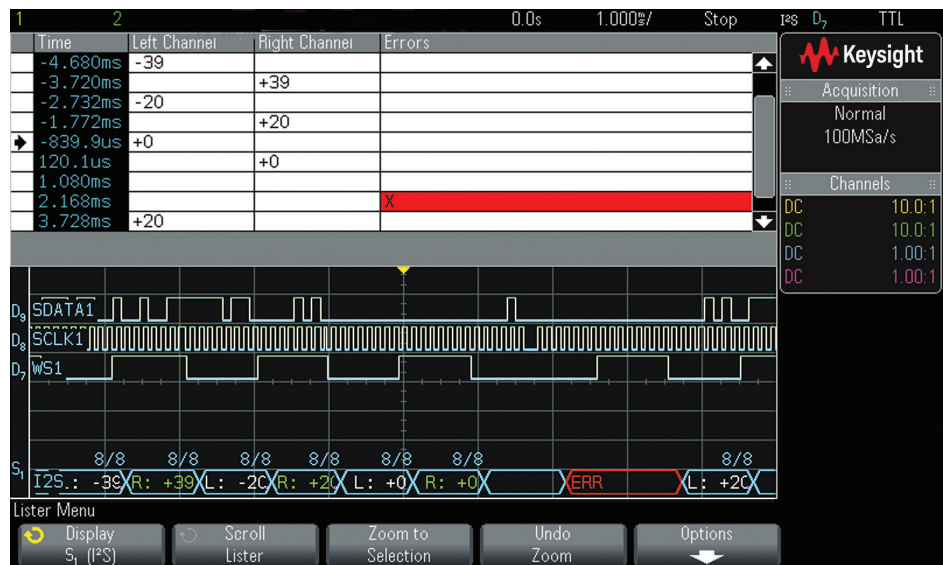 1 2 0.0s 1.000ms/ Stop I²S D7 TTL
Time Left Channel Right Channel Errors
-4.680ms -39
-3.720ms +39
-2.732ms -20
-1.772ms +20
-839.9us +0
120.1us +0
1.080ms
2.168ms X
3.728ms +20
Keysight
Acquisition
Normal
100MSa/s
Channels
DC 10.0:1
DC 10.0:1
DC 1.00:1
DC 1.00:1
D9 SDATA1
D8 SCLK1
D7 WS1
8/8 8/8 8/8 8/8 8/8 8/8 8/8
S1 I2S.: -39 R: +39 L: -20 R: +20 L: +0 R: +0 ERR L: +20
Lister Menu
Display
S1 (I²S)
Scroll
Lister
Zoom to
Selection
Undo
Zoom
Options